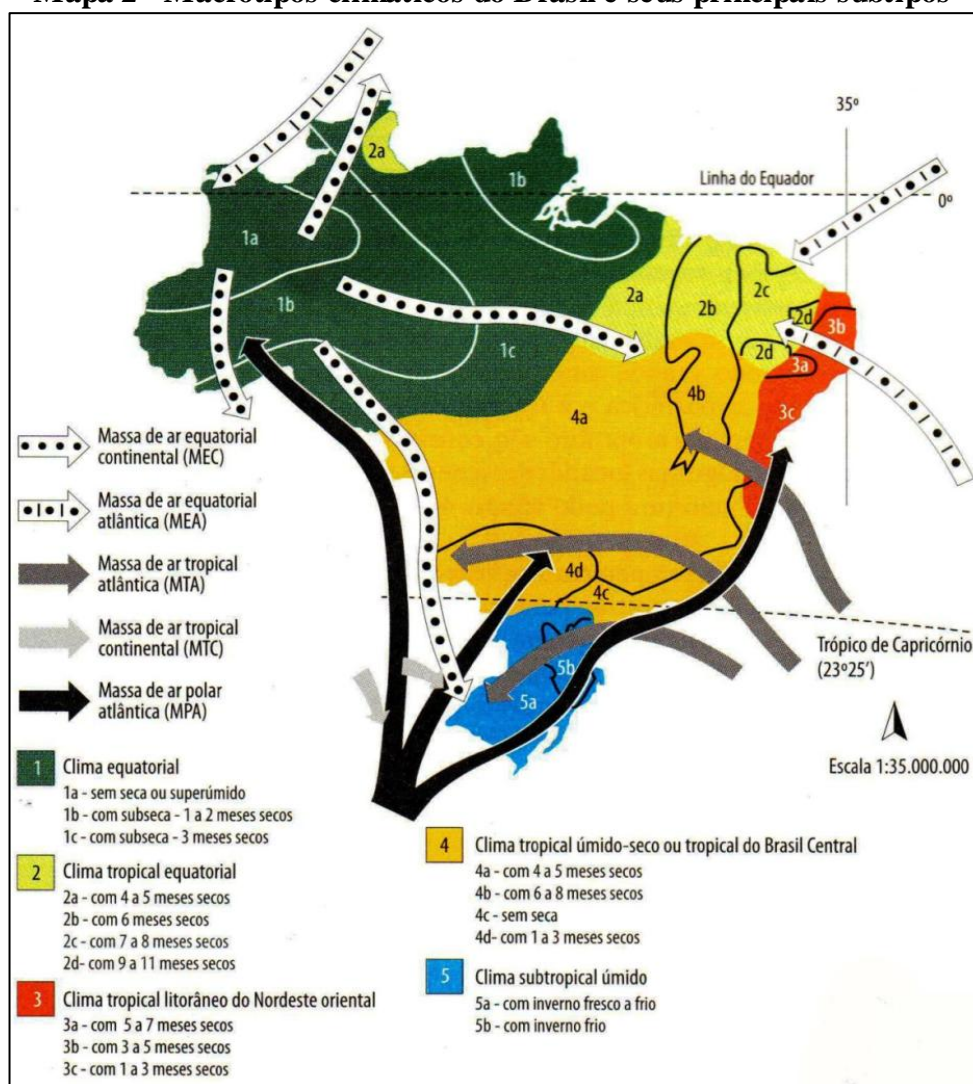 Mapa 2 - Macrotipos climáticos do Brasil e seus principais subtipos
35º
Linha do Equador
0º
2a
1b
1a
1b
1c
2a
2b
2c
2d
2d
3b
3a
3c
4a
4b
4d
4c
5b
5a
Trópico de Capricórnio
(23º25')
Escala 1:35.000.000
Massa de ar equatorial
continental (MEC)
Massa de ar equatorial
atlântica (MEA)
Massa de ar tropical
atlântica (MTA)
Massa de ar tropical
continental (MTC)
Massa de ar polar
atlântica (MPA)
1 Clima equatorial
1a - sem seca ou superúmido
1b - com subseca - 1 a 2 meses secos
1c - com subseca - 3 meses secos
2 Clima tropical equatorial
2a - com 4 a 5 meses secos
2b - com 6 meses secos
2c - com 7 a 8 meses secos
2d- com 9 a 11 meses secos
3 Clima tropical litorâneo do Nordeste oriental
3a - com 5 a 7 meses secos
3b - com 3 a 5 meses secos
3c - com 1 a 3 meses secos
4 Clima tropical úmido-seco ou tropical do Brasil Central
4a - com 4 a 5 meses secos
4b - com 6 a 8 meses secos
4c - sem seca
4d- com 1 a 3 meses secos
5 Clima subtropical úmido
5a - com inverno fresco a frio
5b - com inverno frio